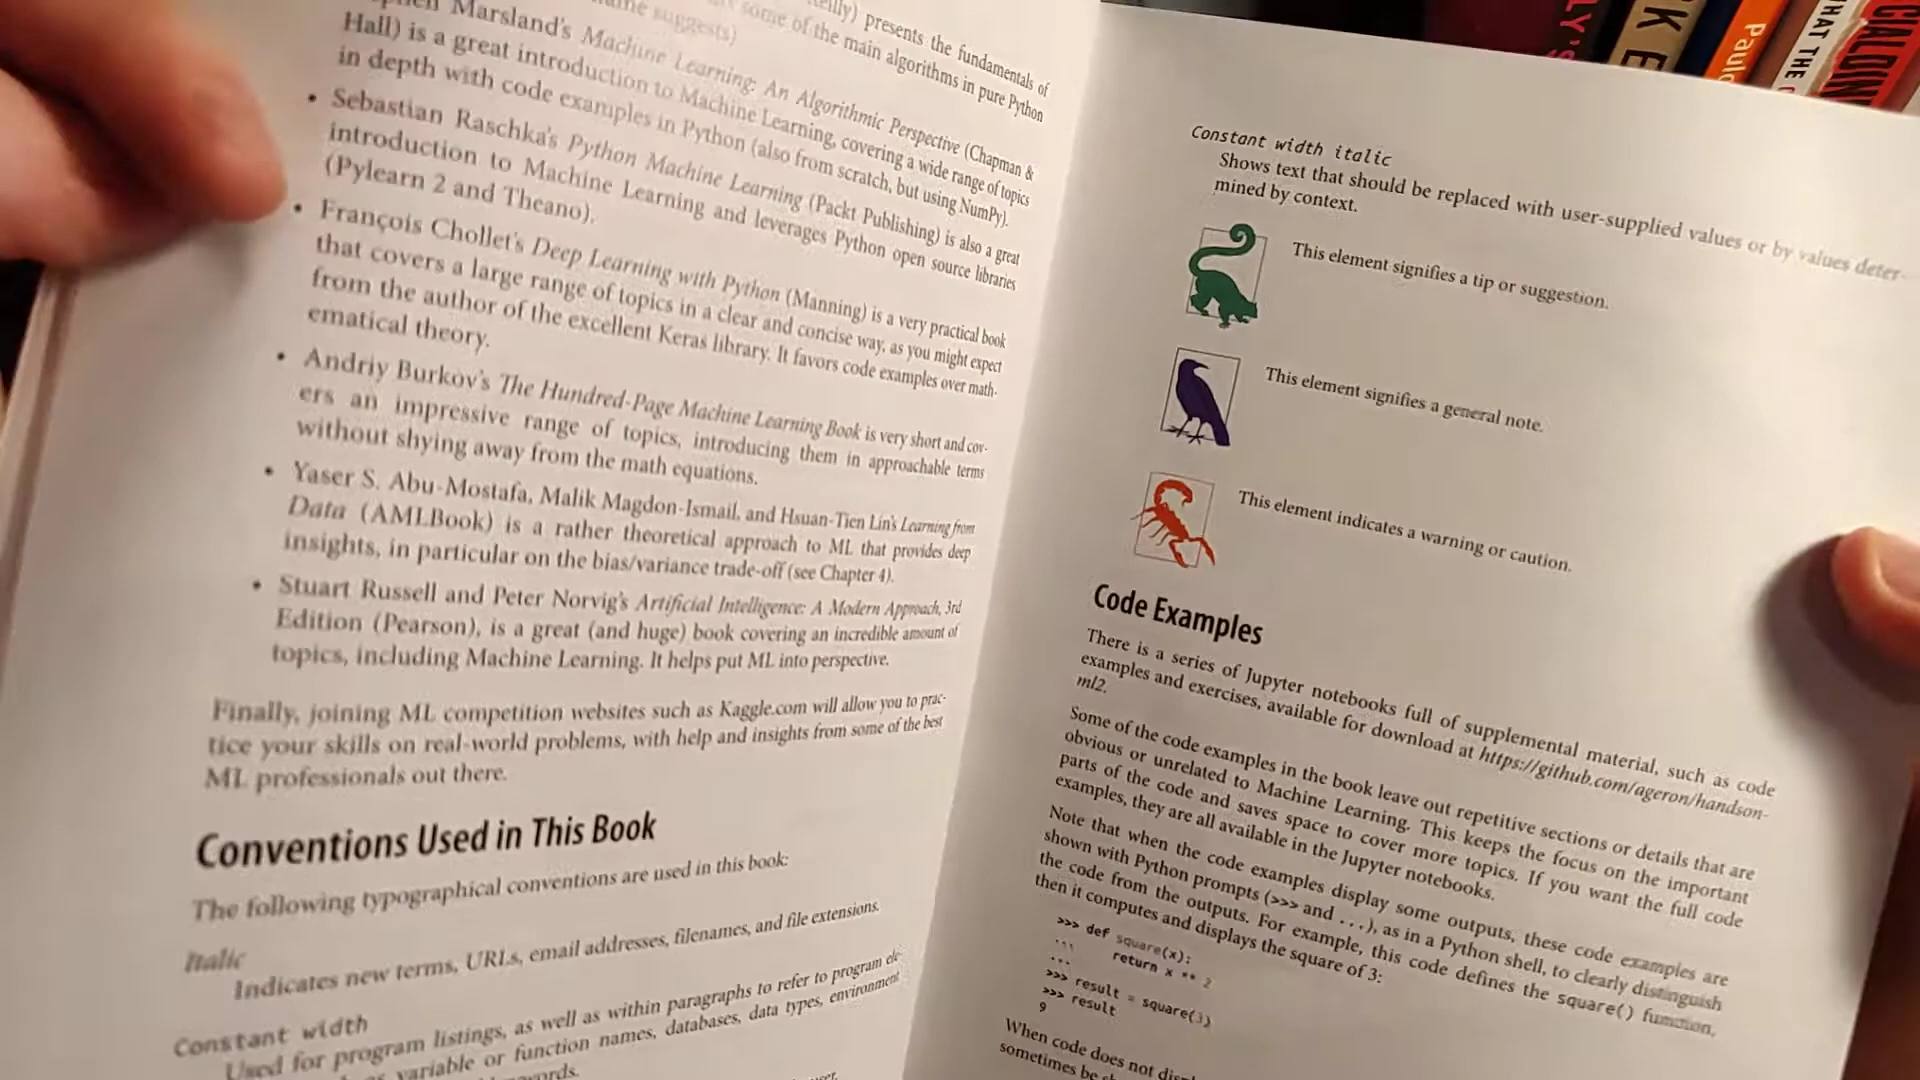 presents the fundamentals of
suggests) some of the main algorithms in pure Python
Marsland's Machine Learning: An Algorithmic Perspective (Chapman &
Hall) is a great introduction to Machine Learning, covering a wide range of topics
in depth with code examples in Python (also from scratch, but using NumPy).
• Sebastian Raschka's Python Machine Learning (Packt Publishing) is also a great
introduction to Machine Learning and leverages Python open source libraries
(Pylearn 2 and Theano).
• François Chollet's Deep Learning with Python (Manning) is a very practical book
that covers a large range of topics in a clear and concise way, as you might expect
from the author of the excellent Keras library. It favors code examples over math-
ematical theory.
• Andriy Burkov's The Hundred-Page Machine Learning Book is very short and cov-
ers an impressive range of topics, introducing them in approachable terms
without shying away from the math equations.
• Yaser S. Abu-Mostafa, Malik Magdon-Ismail, and Hsuan-Tien Lin's Learning from
Data (AMLBook) is a rather theoretical approach to ML that provides deep
insights, in particular on the bias/variance trade-off (see Chapter 4).
• Stuart Russell and Peter Norvig's Artificial Intelligence: A Modern Approach, 3rd
Edition (Pearson), is a great (and huge) book covering an incredible amount of
topics, including Machine Learning. It helps put ML into perspective.
Finally, joining ML competition websites such as Kaggle.com will allow you to prac-
tice your skills on real-world problems, with help and insights from some of the best
ML professionals out there.
Conventions Used in This Book
The following typographical conventions are used in this book:
Italic
Indicates new terms, URLs, email addresses, filenames, and file extensions.
Constant width
Used for program listings, as well as within paragraphs to refer to program ele-
variable or function names, databases, data types, environment
Constant width italic
Shows text that should be replaced with user-supplied values or by values deter-
mined by context.
This element signifies a tip or suggestion.
This element signifies a general note.
This element indicates a warning or caution.
Code Examples
There is a series of Jupyter notebooks full of supplemental material, such as code
examples and exercises, available for download at https://github.com/ageron/handson-
ml2.
Some of the code examples in the book leave out repetitive sections or details that are
obvious or unrelated to Machine Learning. This keeps the focus on the important
parts of the code and saves space to cover more topics. If you want the full code
examples, they are all available in the Jupyter notebooks.
Note that when the code examples display some outputs, these code examples are
shown with Python prompts (>>> and ...), as in a Python shell, to clearly distinguish
the code from the outputs. For example, this code defines the square() function,
then it computes and displays the square of 3:
>>> def square(x):
... return x ** 2
...
>>> result = square(3)
>>> result
9
When code does not
sometimes be
WHAT THE